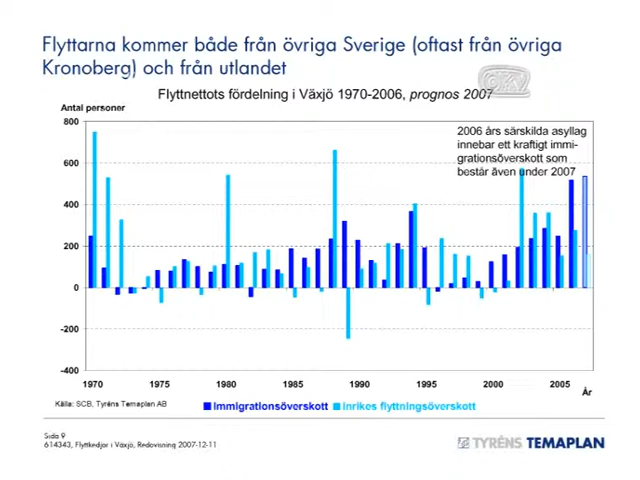 Flyttarna kommer både från övriga Sverige (oftast från övriga
Kronoberg) och från utlandet
Flyttnettots fördelning i Växjö 1970-2006, prognos 2007
Antal personer
2006 års särskilda asyllag
innebar ett kraftigt immi-
grationsöverskott som
består även under 2007
800
600
400
200
0
-200
-400
1970 1975 1980 1985 1990 1995 2000 2005
År
Källa: SCB, Tyréns Temaplan AB
Immigrationsöverskott Inrikes flyttningsöverskott
Sida 9
614343, Flyttkedjor i Växjö, Redovisning 2007-12-11
TYRÉNS TEMAPLAN